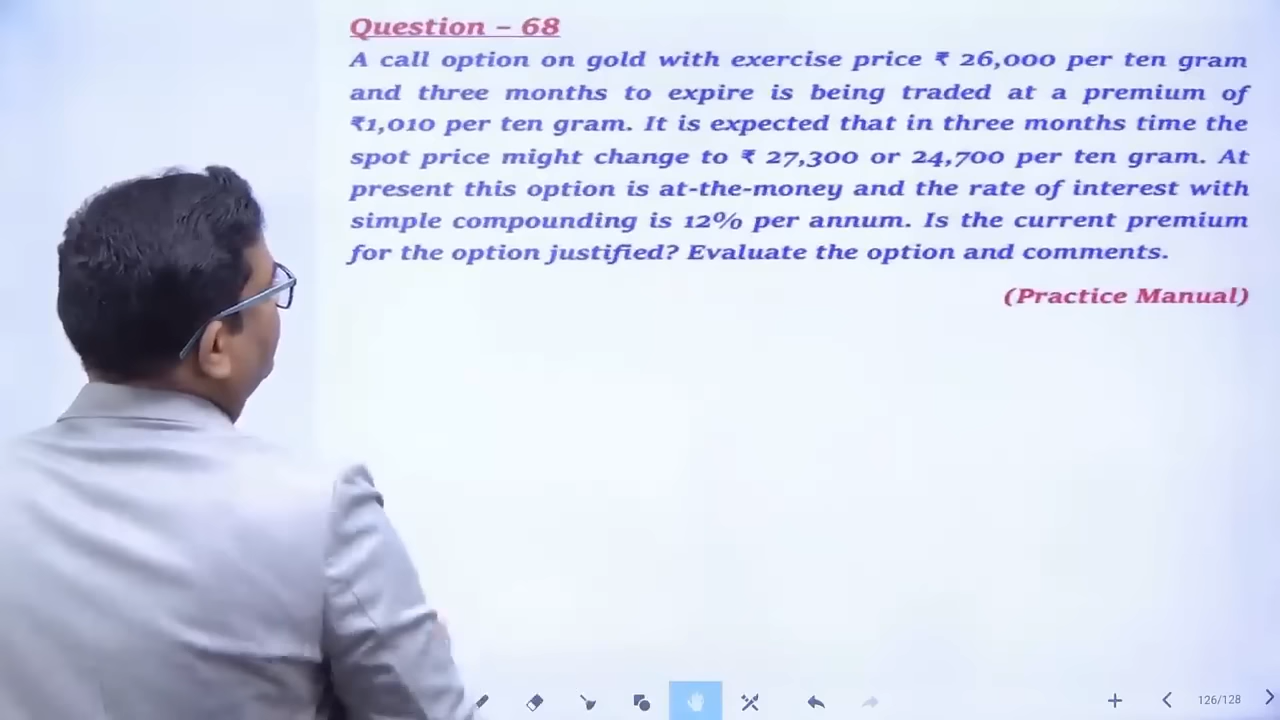 Question – 68
A call option on gold with exercise price ₹ 26,000 per ten gram
and three months to expire is being traded at a premium of
₹1,010 per ten gram. It is expected that in three months time the
spot price might change to ₹ 27,300 or 24,700 per ten gram. At
present this option is at-the-money and the rate of interest with
simple compounding is 12% per annum. Is the current premium
for the option justified? Evaluate the option and comments.
(Practice Manual)
126/128